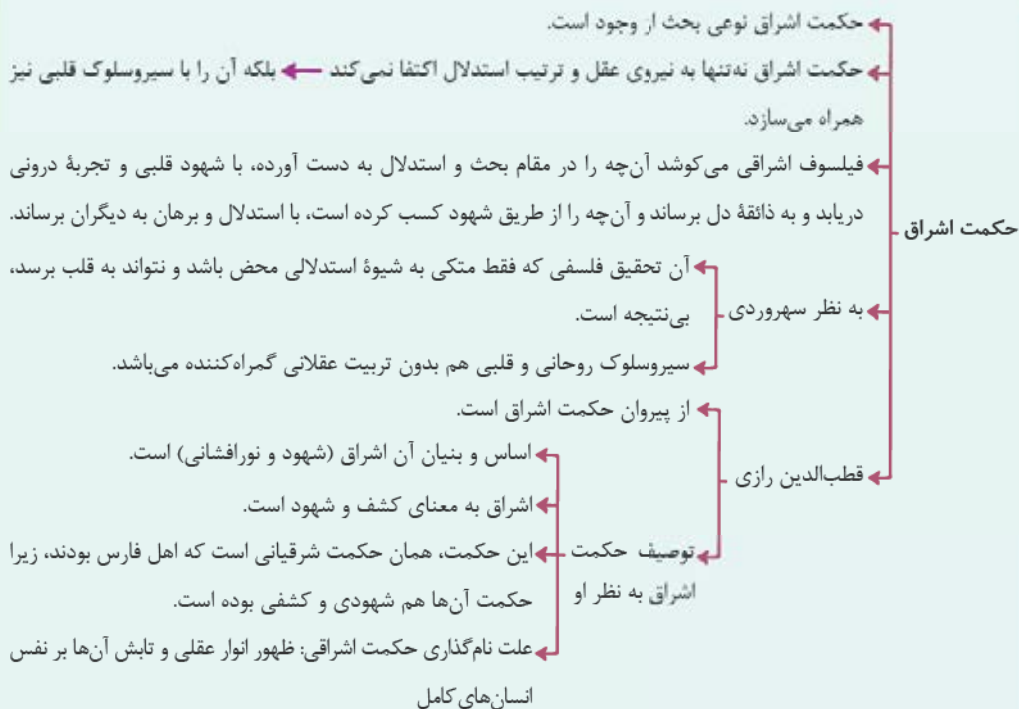 حکمت اشراق نوعی بحث از وجود است.
حکمت اشراق نه‌تنها به نیروی عقل و ترتیب استدلال اکتفا نمی‌کند بلکه آن را با سیروسلوک قلبی نیز
همراه می‌سازد.
فیلسوف اشراقی می‌کوشد آن‌چه را در مقام بحث و استدلال به دست آورده، با شهود قلبی و تجربۀ درونی
دریابد و به ذائقۀ دل برساند و آن‌چه را از طریق شهود کسب کرده است، با استدلال و برهان به دیگران برساند.
حکمت اشراق
آن تحقیق فلسفی که فقط متکی به شیوۀ استدلالی محض باشد و نتواند به قلب برسد،
به نظر سهروردی
بی‌نتیجه است.
سیروسلوک روحانی و قلبی هم بدون تربیت عقلانی گمراه‌کننده می‌باشد.
از پیروان حکمت اشراق است.
اساس و بنیان آن اشراق (شهود و نورافشانی) است.
قطب‌الدین رازی
اشراق به معنای کشف و شهود است.
توصیف حکمت
این حکمت، همان حکمت شرقیانی است که اهل فارس بودند، زیرا
اشراق به نظر او
حکمت آن‌ها هم شهودی و کشفی بوده است.
علت نام‌گذاری حکمت اشراقی: ظهور انوار عقلی و تابش آن‌ها بر نفس
انسان‌های کامل